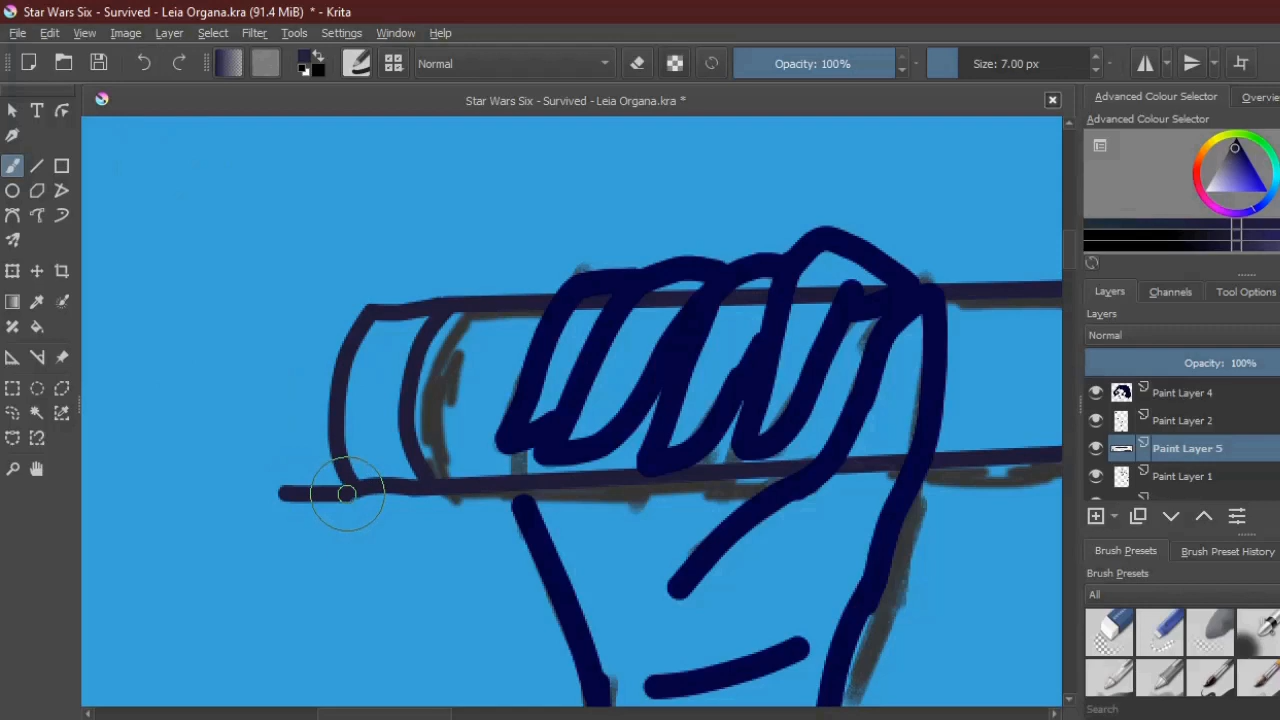 Star Wars Six - Survived - Leia Organa.kra (91.4 MiB) * - Krita
File Edit View Image Layer Filter Tools Select Settings Window Help
Normal
Opacity: 100%
Size: 7.00 px
Star Wars Six - Survived - Leia Organa.kra *
Advanced Colour Selector
Overvie
Advanced Colour Selector
Layers
Channels
Tool Options
Layers
Normal
Opacity: 100%
Paint Layer 4
Paint Layer 2
Paint Layer 5
Paint Layer 1
Brush Presets
Brush Preset History
Brush Presets
All
Search